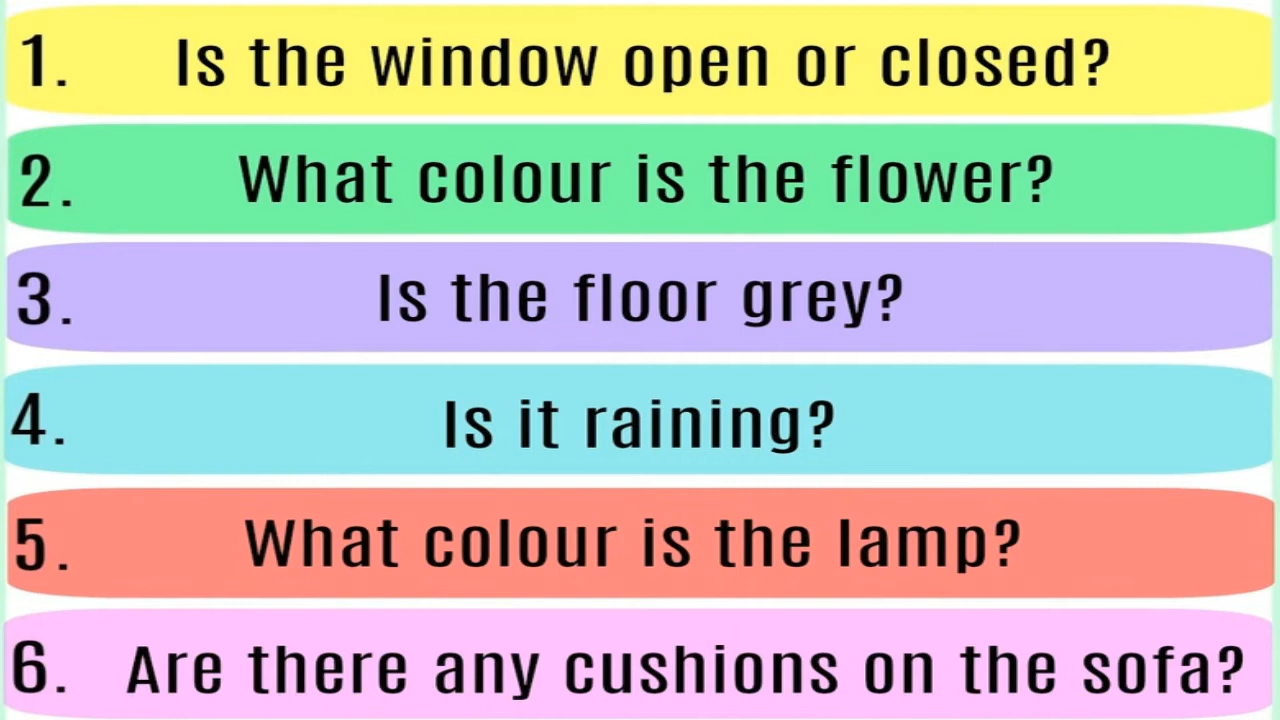 1. Is the window open or closed?
2. What colour is the flower?
3. Is the floor grey?
4. Is it raining?
5. What colour is the lamp?
6. Are there any cushions on the sofa?